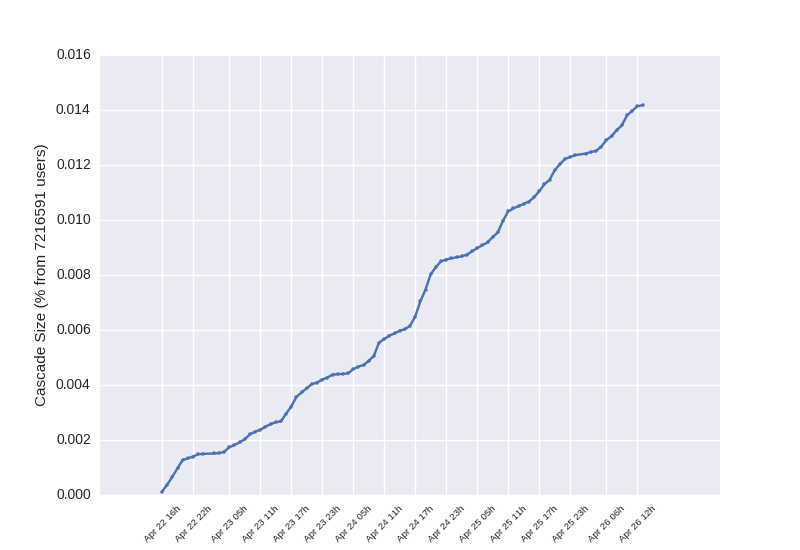 0.016
0.014
0.012
0.010
0.008
0.006
0.004
0.002
0.000
Cascade Size (% from 7216591 users)
Apr 22 16h
Apr 22 22h
Apr 23 05h
Apr 23 11h
Apr 23 17h
Apr 23 23h
Apr 24 05h
Apr 24 11h
Apr 24 17h
Apr 24 23h
Apr 25 05h
Apr 25 11h
Apr 25 17h
Apr 25 23h
Apr 26 06h
Apr 26 12h